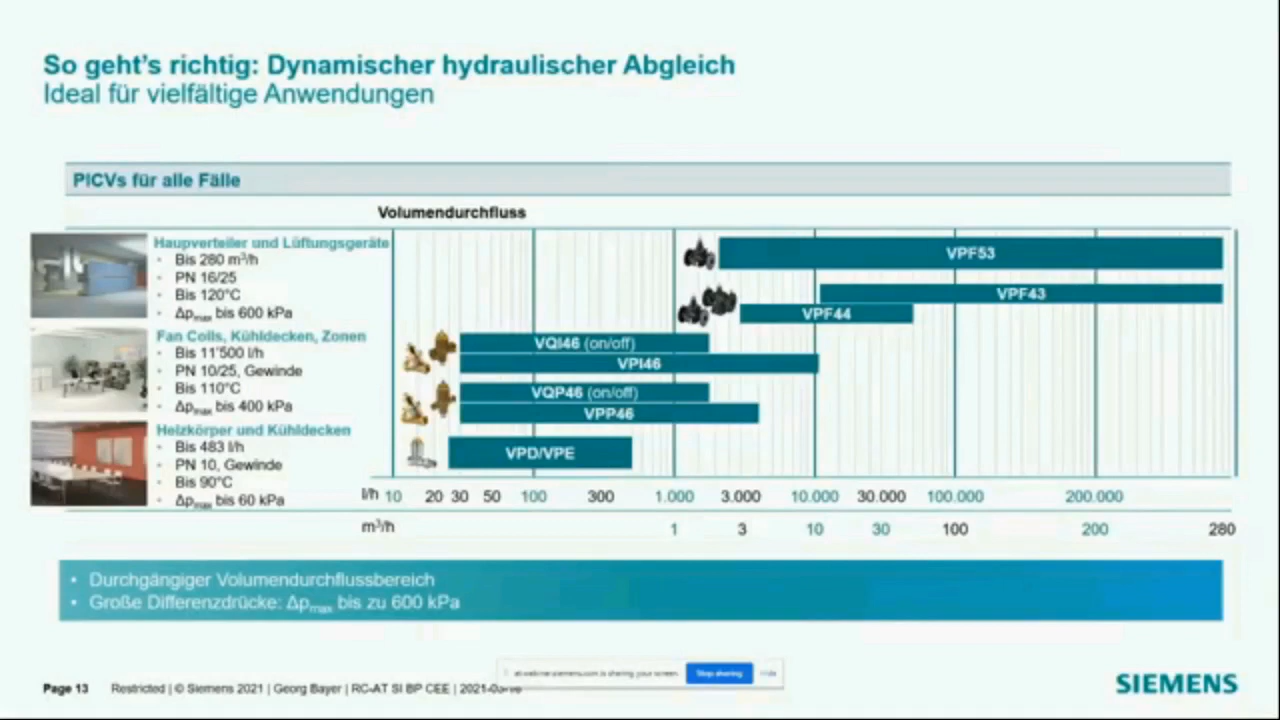 So geht's richtig: Dynamischer hydraulischer Abgleich
Ideal für vielfältige Anwendungen
PICVs für alle Fälle
Volumendurchfluss
Haupverteiler und Lüftungsgeräte
• Bis 280 m³/h
• PN 16/25
• Bis 120°C
• Δpmax bis 600 kPa
VPF53
VPF43
VPF44
Fan Coils, Kühldecken, Zonen
• Bis 11'500 l/h
• PN 10/25, Gewinde
• Bis 110°C
• Δpmax bis 400 kPa
VQI46 (on/off)
VPI46
VQP46 (on/off)
VPP46
Heizkörper und Kühldecken
• Bis 483 l/h
• PN 10, Gewinde
• Bis 90°C
• Δpmax bis 60 kPa
VPD/VPE
l/h 10 20 30 50 100 300 1.000 3.000 10.000 30.000 100.000 200.000
m³/h 1 3 10 30 100 200 280
• Durchgängiger Volumendurchflussbereich
• Große Differenzdrücke: Δpmax bis zu 600 kPa
is sharing your screen.
Stop sharing
Hide
Page 13 Restricted | © Siemens 2021 | Georg Bayer | RC-AT SI BP CEE |
SIEMENS